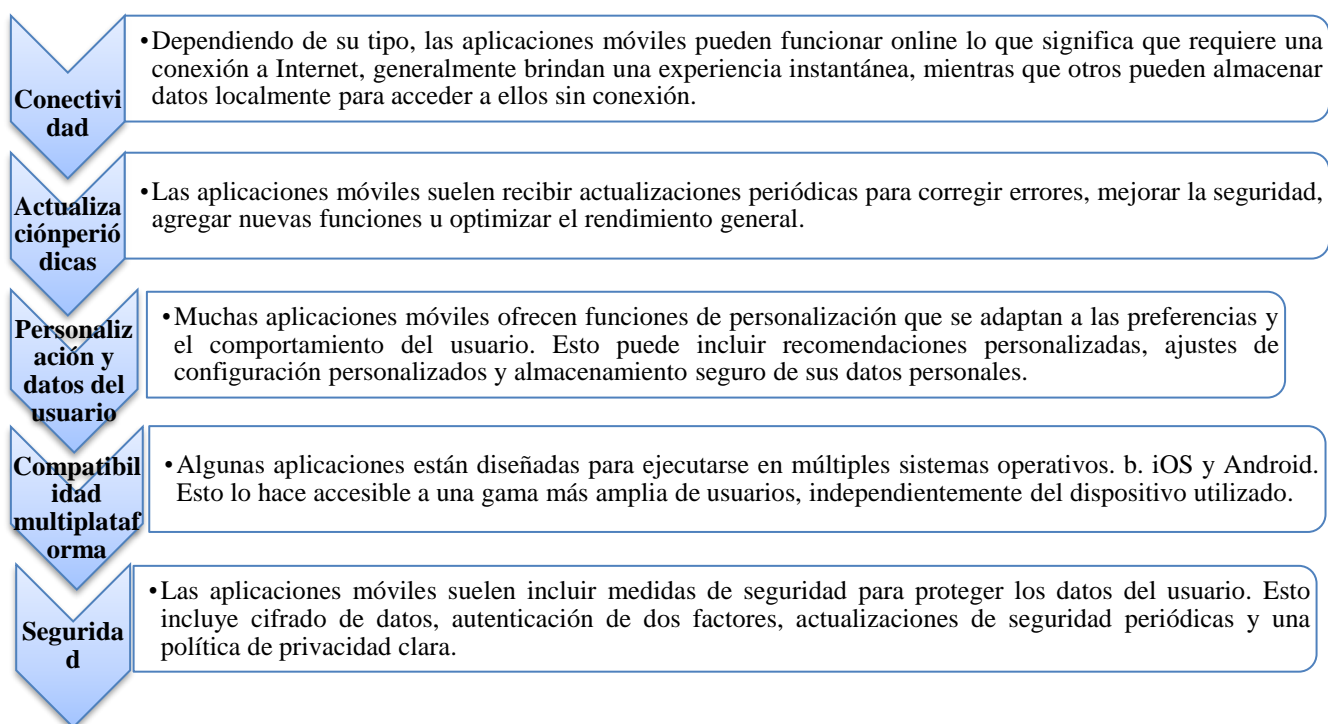 Conectivi
dad
•Dependiendo de su tipo, las aplicaciones móviles pueden funcionar online lo que significa que requiere una
conexión a Internet, generalmente brindan una experiencia instantánea, mientras que otros pueden almacenar
datos localmente para acceder a ellos sin conexión.
Actualiza
ciónperió
dicas
•Las aplicaciones móviles suelen recibir actualizaciones periódicas para corregir errores, mejorar la seguridad,
agregar nuevas funciones u optimizar el rendimiento general.
Personaliz
ación y
datos del
usuario
•Muchas aplicaciones móviles ofrecen funciones de personalización que se adaptan a las preferencias y
el comportamiento del usuario. Esto puede incluir recomendaciones personalizadas, ajustes de
configuración personalizados y almacenamiento seguro de sus datos personales.
Compatibil
idad
multiplataf
orma
•Algunas aplicaciones están diseñadas para ejecutarse en múltiples sistemas operativos. b. iOS y Android.
Esto lo hace accesible a una gama más amplia de usuarios, independientemente del dispositivo utilizado.
Segurida
d
•Las aplicaciones móviles suelen incluir medidas de seguridad para proteger los datos del usuario. Esto
incluye cifrado de datos, autenticación de dos factores, actualizaciones de seguridad periódicas y una
política de privacidad clara.